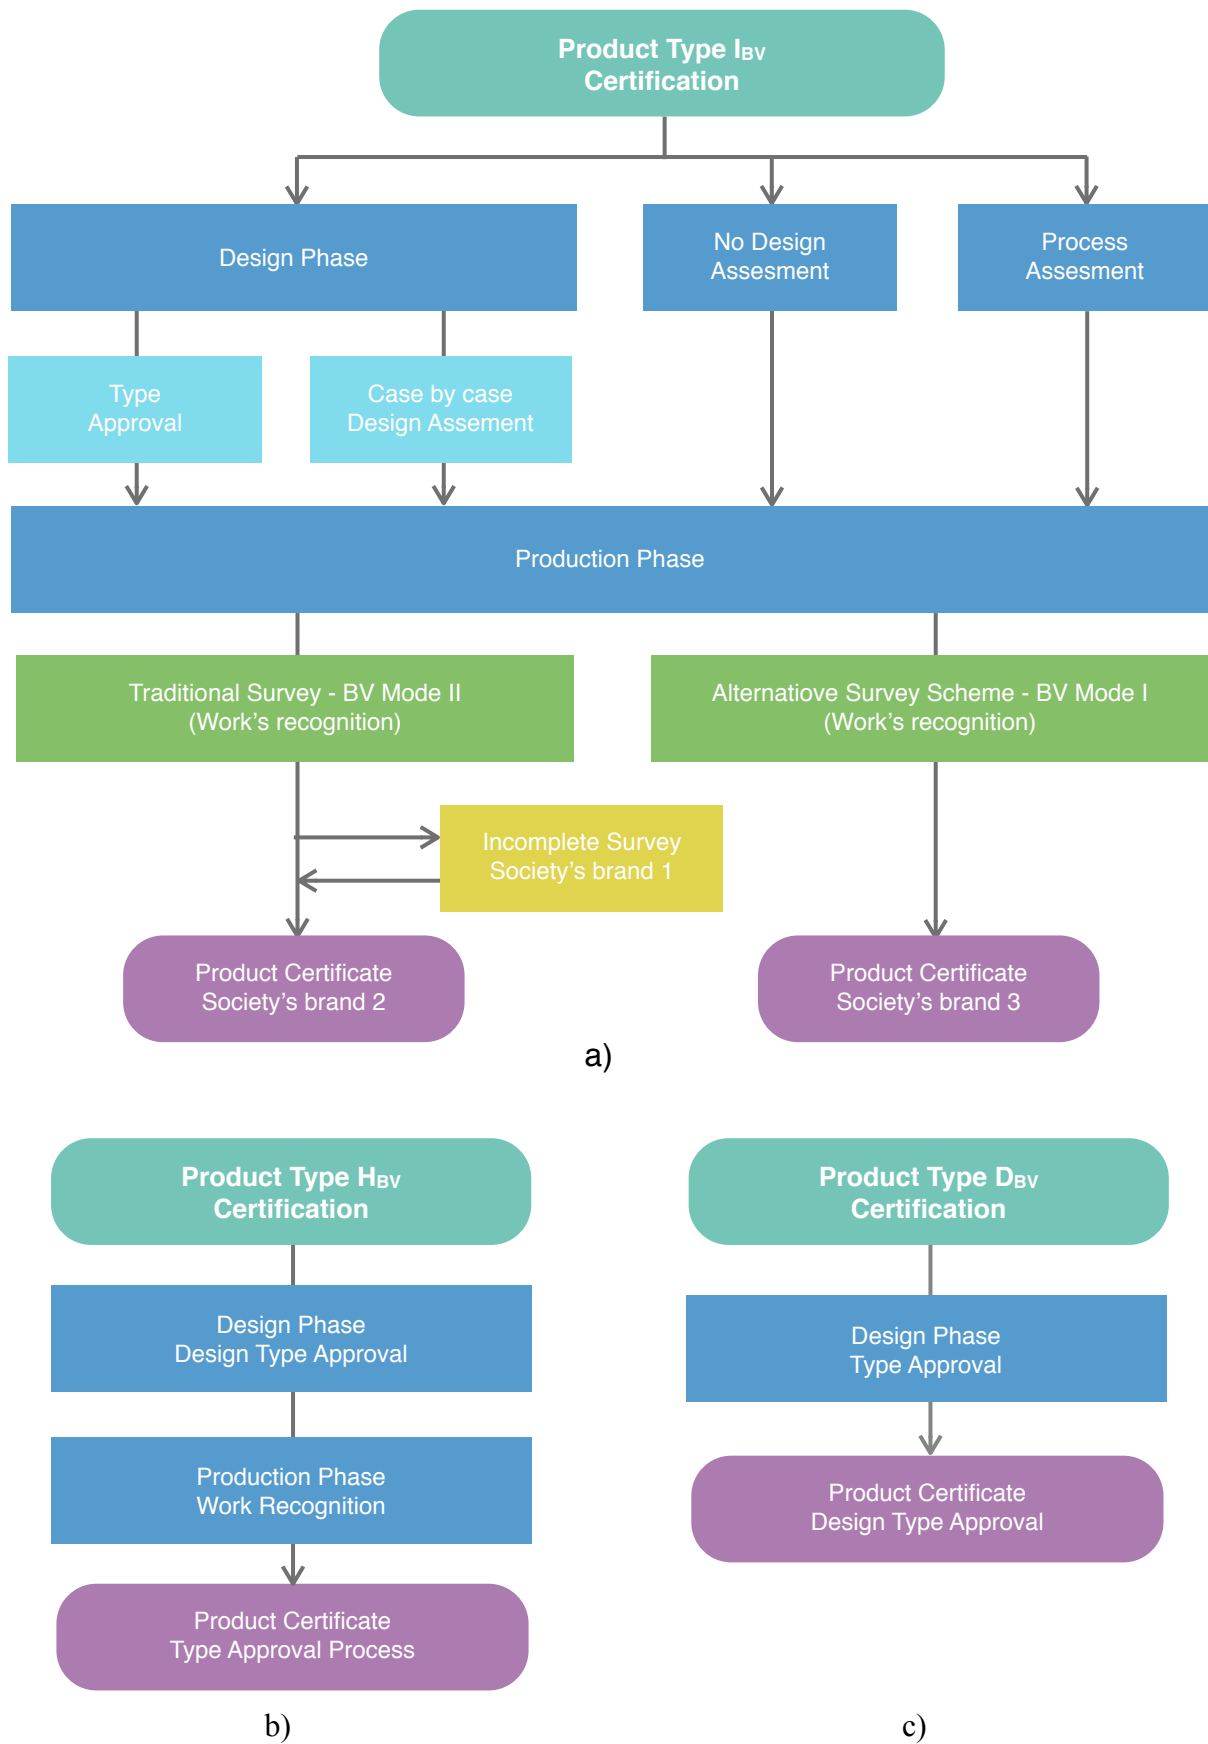 Product Type IBV
Certification
Design Phase
No Design
Assesment
Process
Assesment
Type
Approval
Case by case
Design Assement
Production Phase
Traditional Survey - BV Mode II
(Work's recognition)
Alternatiove Survey Scheme - BV Mode I
(Work's recognition)
Incomplete Survey
Society's brand 1
Product Certificate
Society's brand 2
Product Certificate
Society's brand 3
a)
Product Type HBV
Certification
Design Phase
Design Type Approval
Production Phase
Work Recognition
Product Certificate
Type Approval Process
b)
Product Type DBV
Certification
Design Phase
Type Approval
Product Certificate
Design Type Approval
c)